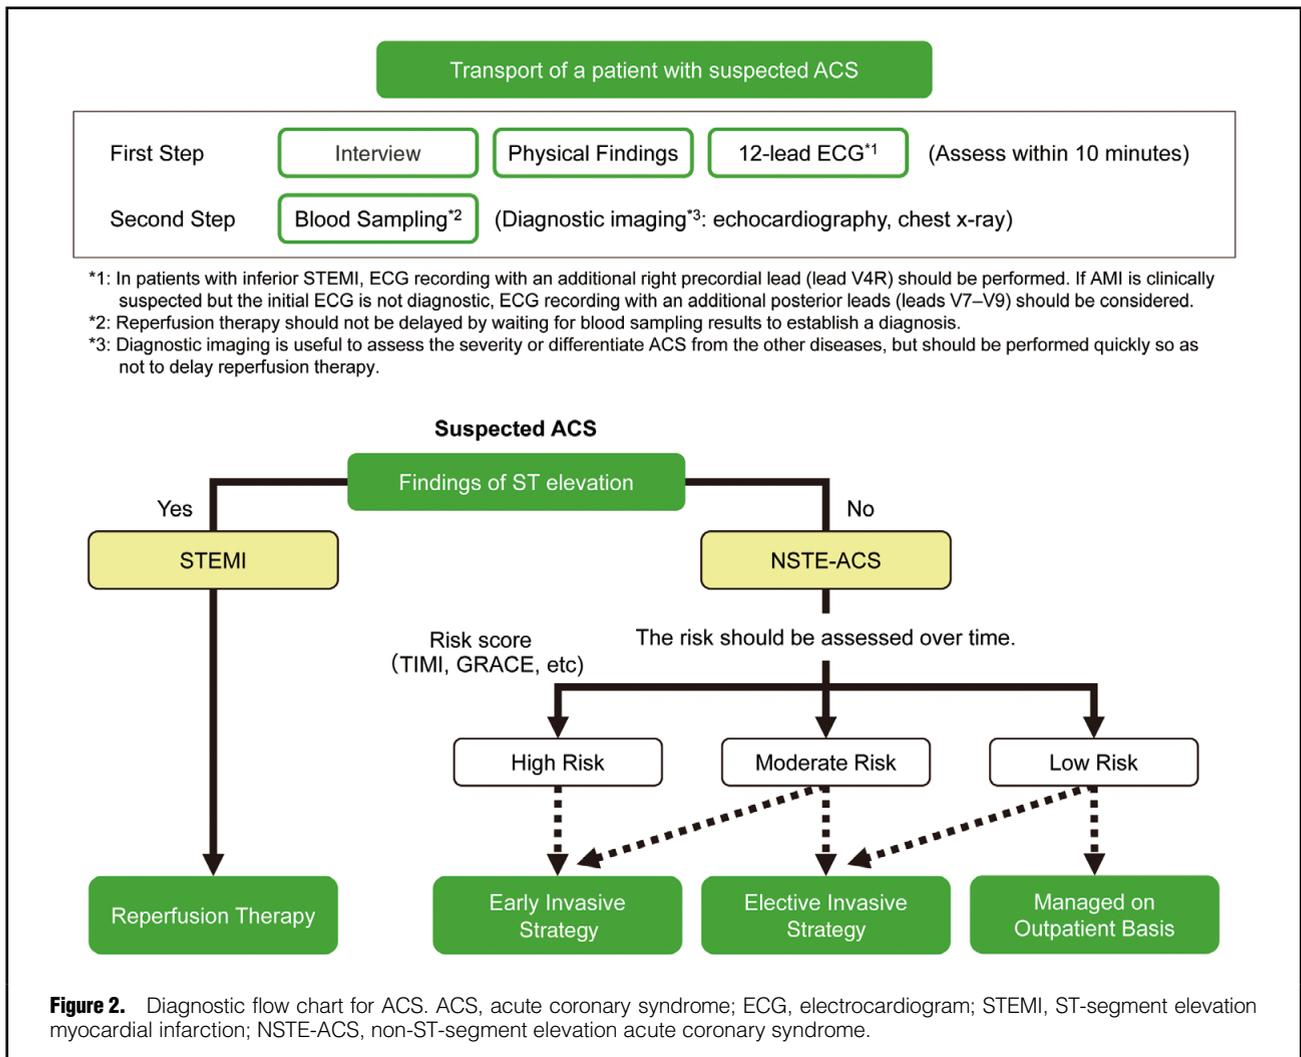 Transport of a patient with suspected ACS
First Step Interview Physical Findings 12-lead ECG*1 (Assess within 10 minutes)
Second Step Blood Sampling*2 (Diagnostic imaging*3: echocardiography, chest x-ray)
*1: In patients with inferior STEMI, ECG recording with an additional right precordial lead (lead V4R) should be performed. If AMI is clinically
suspected but the initial ECG is not diagnostic, ECG recording with an additional posterior leads (leads V7–V9) should be considered.
*2: Reperfusion therapy should not be delayed by waiting for blood sampling results to establish a diagnosis.
*3: Diagnostic imaging is useful to assess the severity or differentiate ACS from the other diseases, but should be performed quickly so as
not to delay reperfusion therapy.
Suspected ACS
Findings of ST elevation
Yes
No
STEMI
NSTE-ACS
Risk score
(TIMI, GRACE, etc)
The risk should be assessed over time.
High Risk
Moderate Risk
Low Risk
Reperfusion Therapy
Early Invasive
Strategy
Elective Invasive
Strategy
Managed on
Outpatient Basis
Figure 2. Diagnostic flow chart for ACS. ACS, acute coronary syndrome; ECG, electrocardiogram; STEMI, ST-segment elevation
myocardial infarction; NSTE-ACS, non-ST-segment elevation acute coronary syndrome.